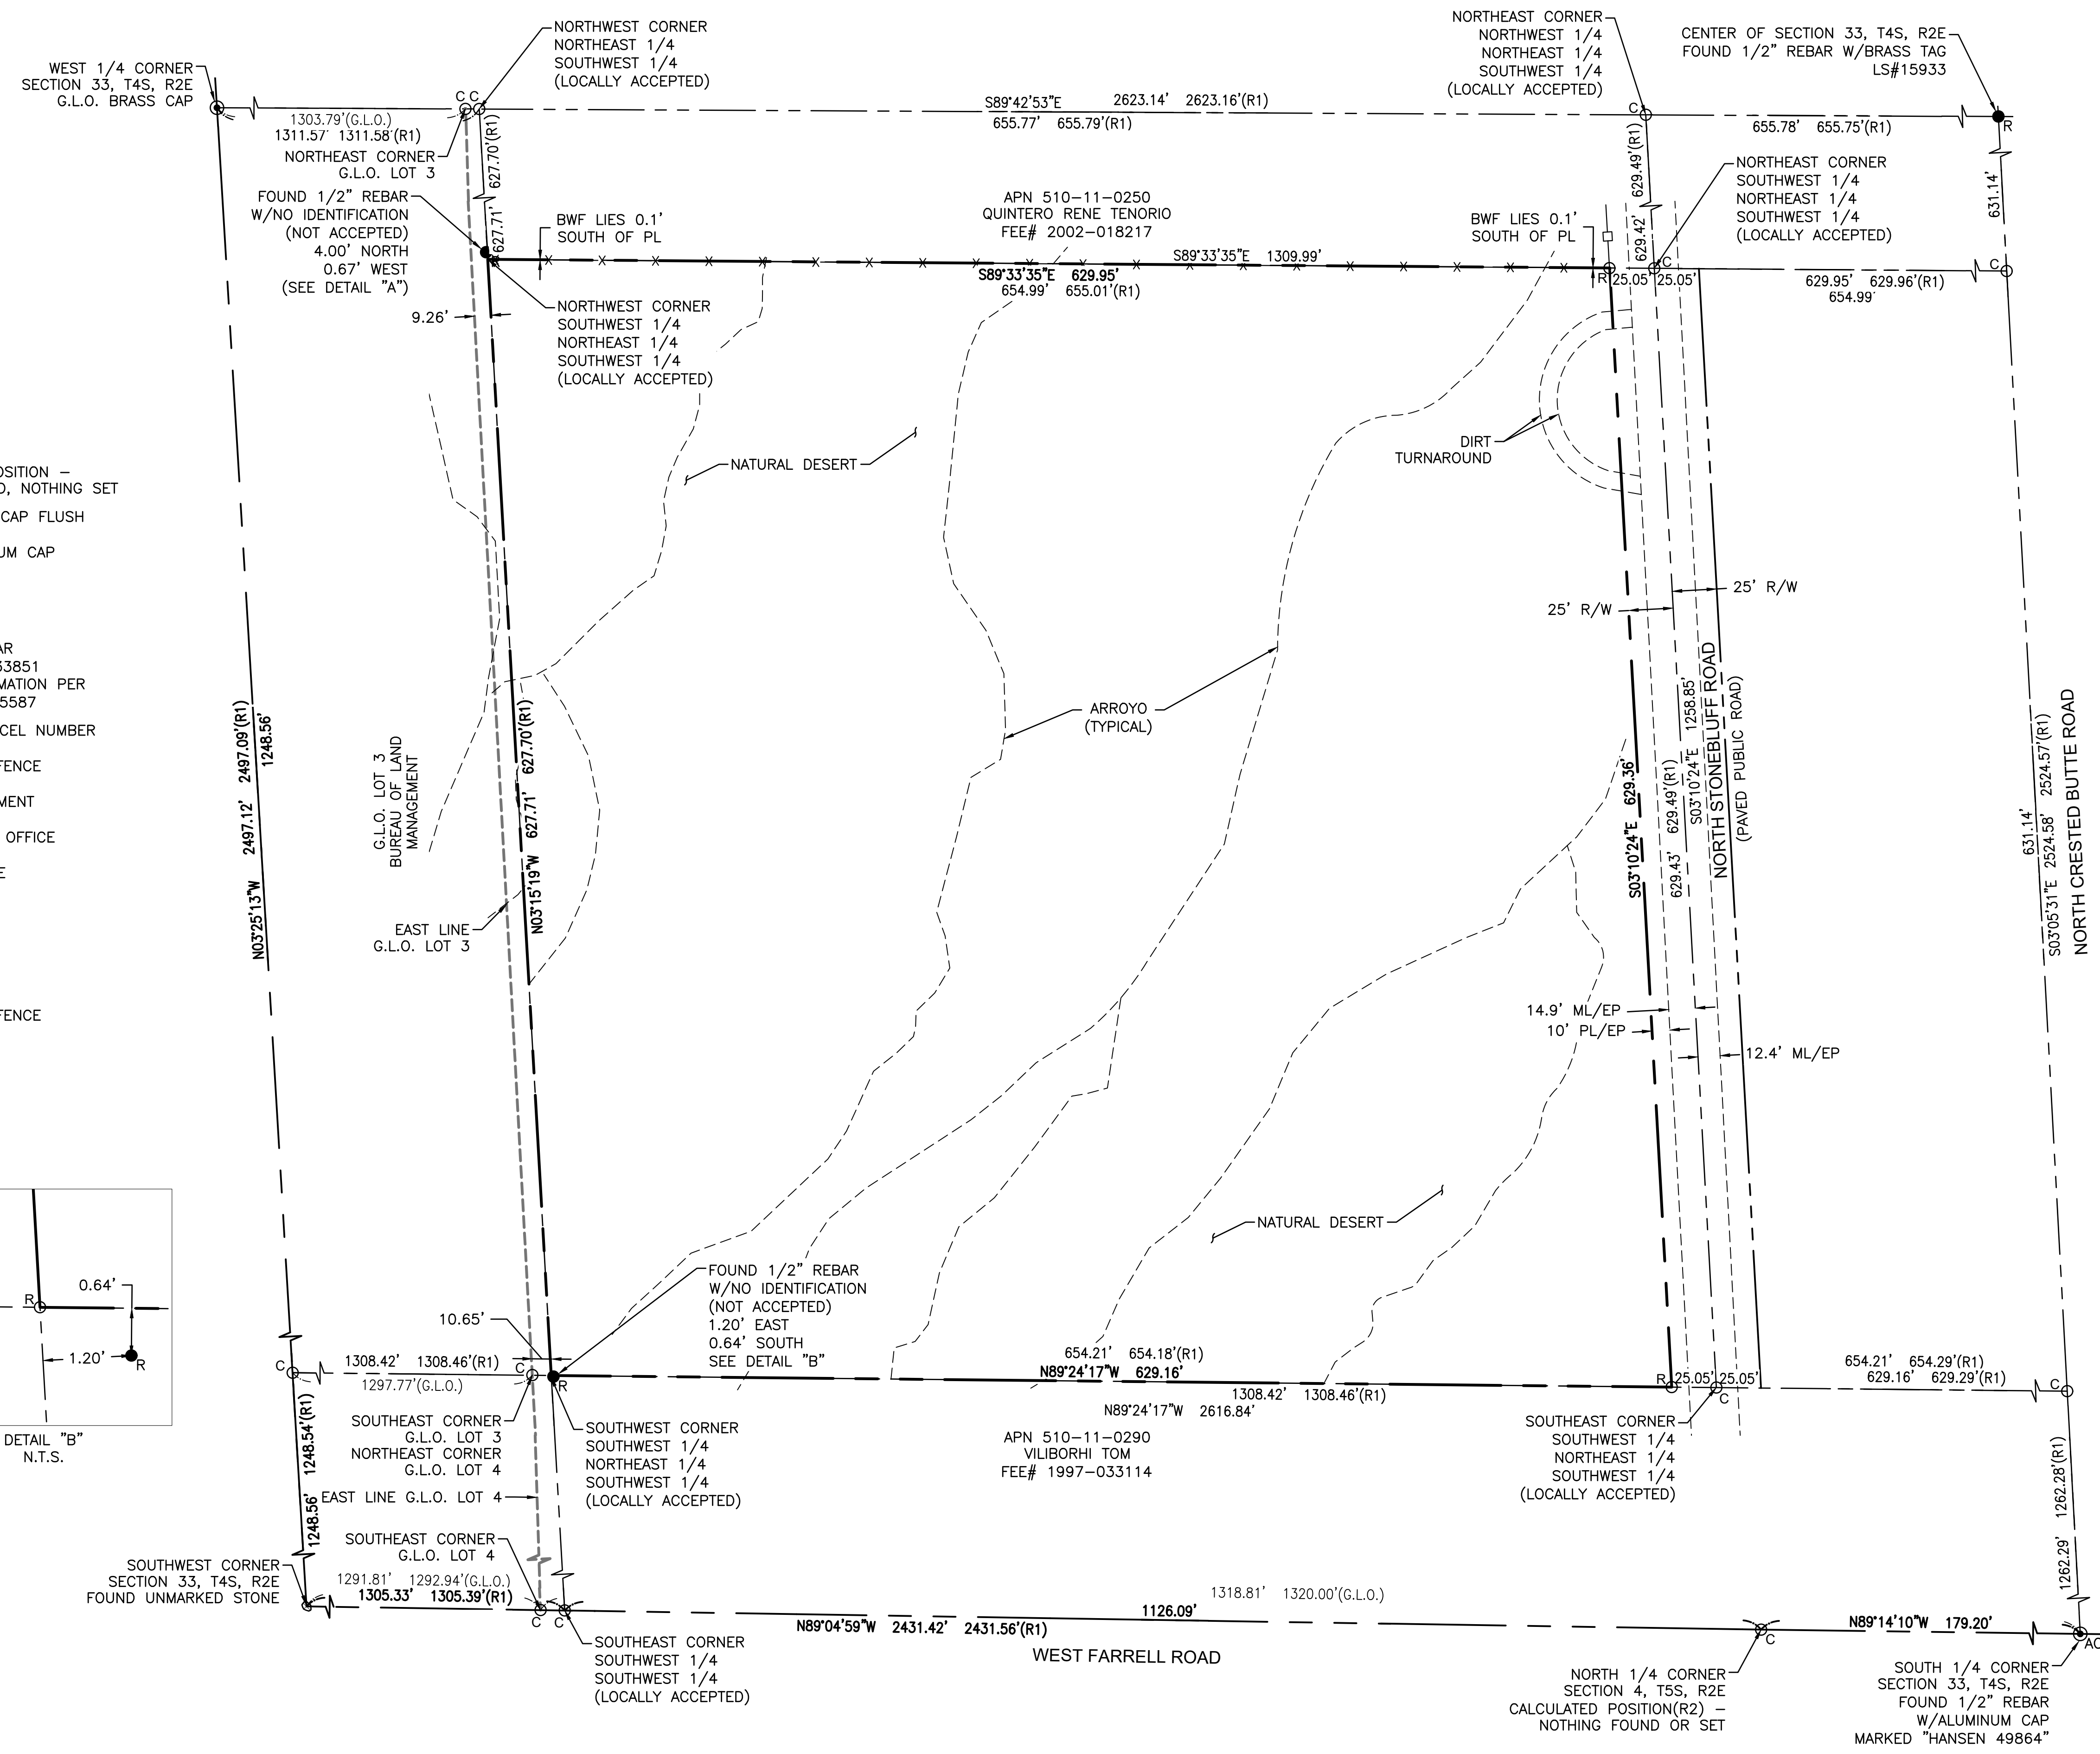 NORTHWEST CORNER
NORTHEAST 1/4
SOUTHWEST 1/4
(LOCALLY ACCEPTED)
WEST 1/4 CORNER
SECTION 33, T4S, R2E
G.L.O. BRASS CAP
NORTHEAST CORNER
NORTHWEST 1/4
NORTHEAST 1/4
SOUTHWEST 1/4
(LOCALLY ACCEPTED)
CENTER OF SECTION 33, T4S, R2E
FOUND 1/2" REBAR W/BRASS TAG
LS#15933
C C
C
R
1303.79'(G.L.O.)
1311.57' 1311.58'(R1)
S89°42'53"E 2623.14' 2623.16'(R1)
655.77' 655.79'(R1)
655.78' 655.75'(R1)
NORTHEAST CORNER
G.L.O. LOT 3
627.70'(R1)
627.71'
629.49'(R1)
629.42'
631.14'
FOUND 1/2" REBAR
W/NO IDENTIFICATION
(NOT ACCEPTED)
4.00' NORTH
0.67' WEST
(SEE DETAIL "A")
BWF LIES 0.1'
SOUTH OF PL
APN 510-11-0250
QUINTERO RENE TENORIO
FEE# 2002-018217
BWF LIES 0.1'
SOUTH OF PL
NORTHEAST CORNER
SOUTHWEST 1/4
NORTHEAST 1/4
SOUTHWEST 1/4
(LOCALLY ACCEPTED)
S89°33'35"E 1309.99'
S89°33'35"E 629.95'
654.99' 655.01'(R1)
R
25.05' 25.05'
C
629.95' 629.96'(R1)
654.99'
C
9.26'
NORTHWEST CORNER
SOUTHWEST 1/4
NORTHEAST 1/4
SOUTHWEST 1/4
(LOCALLY ACCEPTED)
NATURAL DESERT
DIRT
TURNAROUND
OSITION –
D, NOTHING SET
CAP FLUSH
UM CAP
AR
33851
MATION PER
5587
CEL NUMBER
FENCE
MENT
OFFICE
E
FENCE
25' R/W
25' R/W
ARROYO
(TYPICAL)
N03°25'13"W 2497.12' 2497.09'(R1)
1248.56'
G.L.O. LOT 3
BUREAU OF LAND
MANAGEMENT
N03°15'19"W 627.71' 627.70'(R1)
EAST LINE
G.L.O. LOT 3
S03°10'24"E 629.36'
629.43' 629.49'(R1)
S03°10'24"E 1258.85'
NORTH STONEBLUFF ROAD
(PAVED PUBLIC ROAD)
631.14'
S03°05'31"E 2524.58' 2524.57'(R1)
NORTH CRESTED BUTTE ROAD
14.9' ML/EP
10' PL/EP
12.4' ML/EP
NATURAL DESERT
0.64'
R
1.20'
R
DETAIL "B"
N.T.S.
FOUND 1/2" REBAR
W/NO IDENTIFICATION
(NOT ACCEPTED)
1.20' EAST
0.64' SOUTH
SEE DETAIL "B"
10.65'
C
1308.42' 1308.46'(R1)
1297.77'(G.L.O.)
C
R
654.21' 654.18'(R1)
N89°24'17"W 629.16'
1308.42' 1308.46'(R1)
N89°24'17"W 2616.84'
R
25.05' 25.05'
C
654.21' 654.29'(R1)
629.16' 629.29'(R1)
C
SOUTHEAST CORNER
G.L.O. LOT 3
NORTHEAST CORNER
G.L.O. LOT 4
EAST LINE G.L.O. LOT 4
SOUTHWEST CORNER
SOUTHWEST 1/4
NORTHEAST 1/4
SOUTHWEST 1/4
(LOCALLY ACCEPTED)
APN 510-11-0290
VILIBORHI TOM
FEE# 1997-033114
SOUTHEAST CORNER
SOUTHWEST 1/4
NORTHEAST 1/4
SOUTHWEST 1/4
(LOCALLY ACCEPTED)
1248.56' 1248.54'(R1)
1262.29' 1262.28'(R1)
SOUTHEAST CORNER
G.L.O. LOT 4
SOUTHWEST CORNER
SECTION 33, T4S, R2E
FOUND UNMARKED STONE
1291.81' 1292.94'(G.L.O.)
1305.33' 1305.39'(R1)
C C
1318.81' 1320.00'(G.L.O.)
1126.09'
N89°04'59"W 2431.42' 2431.56'(R1)
WEST FARRELL ROAD
C
N89°14'10"W 179.20'
AC
SOUTHEAST CORNER
SOUTHWEST 1/4
SOUTHWEST 1/4
(LOCALLY ACCEPTED)
NORTH 1/4 CORNER
SECTION 4, T5S, R2E
CALCULATED POSITION(R2) –
NOTHING FOUND OR SET
SOUTH 1/4 CORNER
SECTION 33, T4S, R2E
FOUND 1/2" REBAR
W/ALUMINUM CAP
MARKED "HANSEN 49864"